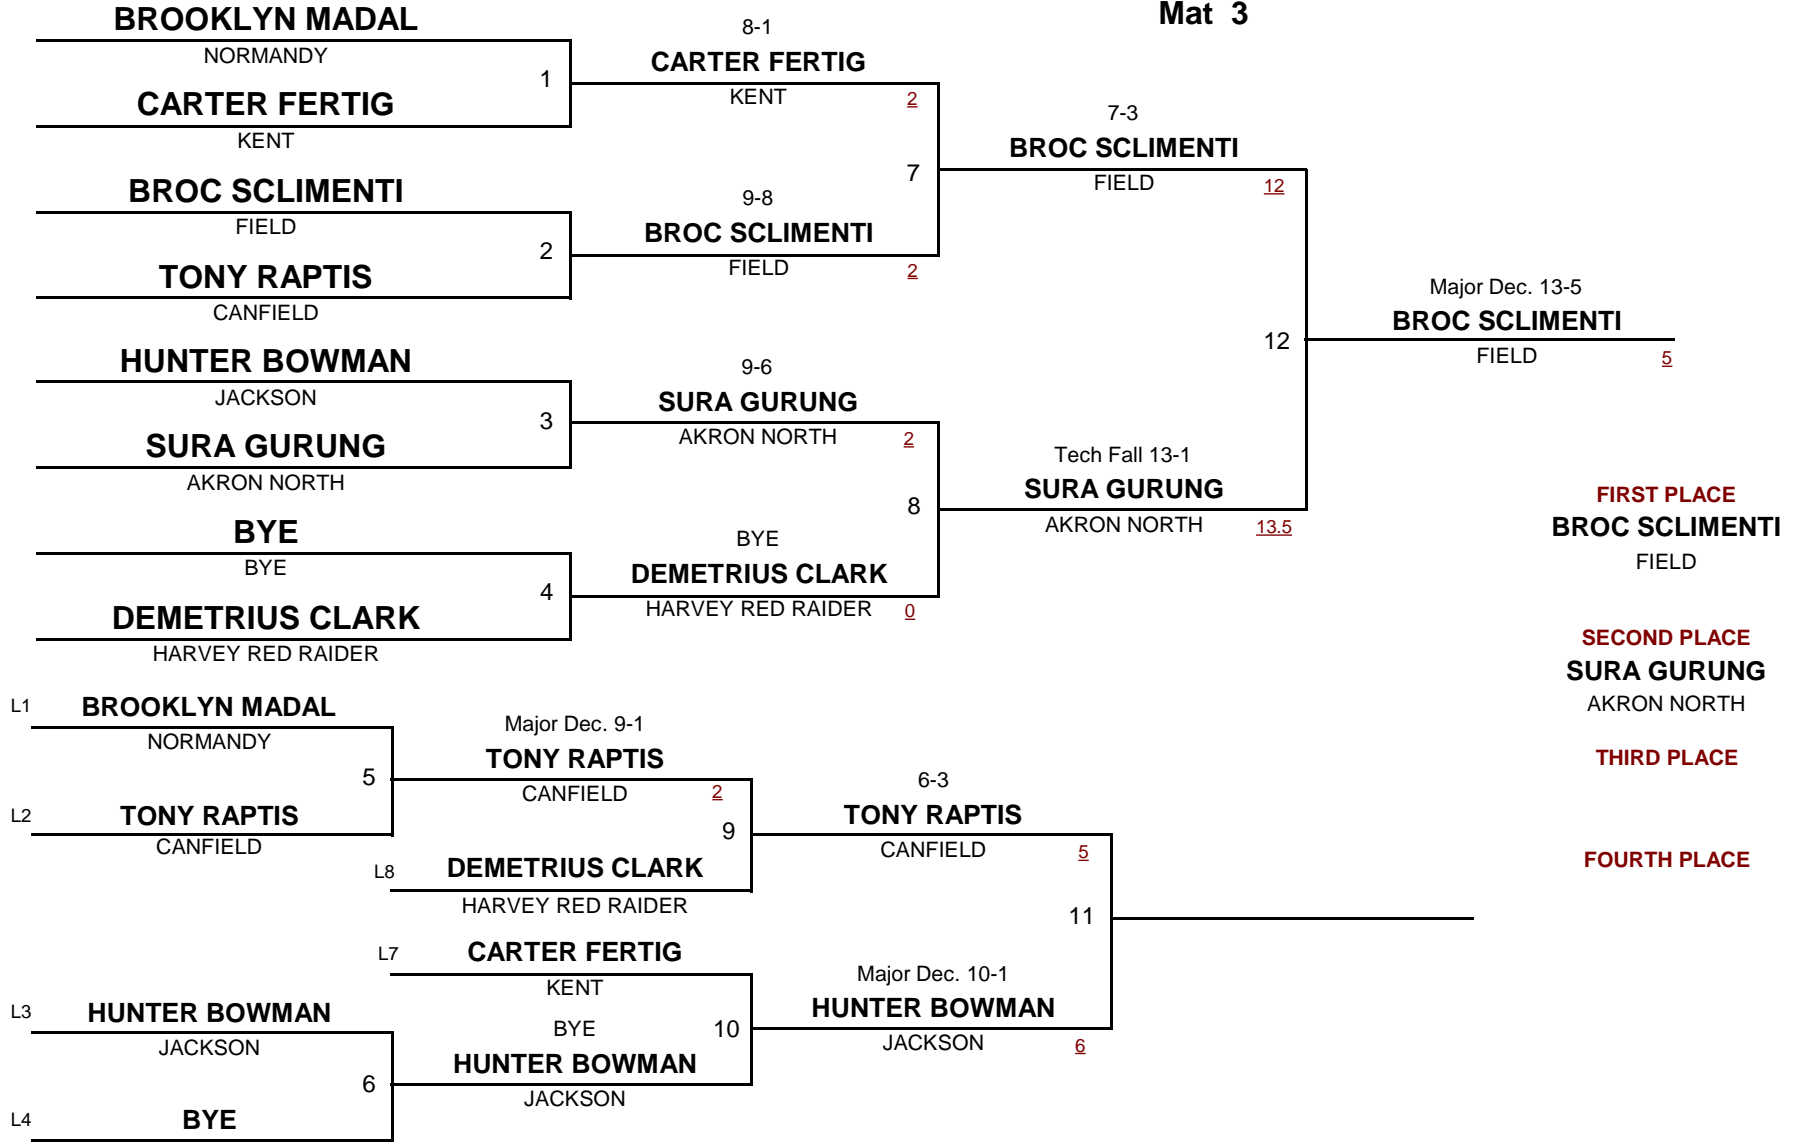 Mat 3
BROOKLYN MADAL
NORMANDY
1
CARTER FERTIG
KENT
BROC SCLIMENTI
FIELD
2
TONY RAPTIS
CANFIELD
HUNTER BOWMAN
JACKSON
3
SURA GURUNG
AKRON NORTH
BYE
BYE
4
DEMETRIUS CLARK
HARVEY RED RAIDER
8-1
CARTER FERTIG
KENT
2
7
9-8
BROC SCLIMENTI
FIELD
2
9-6
SURA GURUNG
AKRON NORTH
2
8
BYE
DEMETRIUS CLARK
HARVEY RED RAIDER
0
7-3
BROC SCLIMENTI
FIELD
12
12
Tech Fall 13-1
SURA GURUNG
AKRON NORTH
13.5
Major Dec. 13-5
BROC SCLIMENTI
FIELD
5
FIRST PLACE
BROC SCLIMENTI
FIELD
SECOND PLACE
SURA GURUNG
AKRON NORTH
THIRD PLACE
FOURTH PLACE
L1
BROOKLYN MADAL
NORMANDY
5
L2
TONY RAPTIS
CANFIELD
L3
HUNTER BOWMAN
JACKSON
6
L4
BYE
Major Dec. 9-1
TONY RAPTIS
CANFIELD
2
9
L8
DEMETRIUS CLARK
HARVEY RED RAIDER
L7
CARTER FERTIG
KENT
10
BYE
HUNTER BOWMAN
JACKSON
6-3
TONY RAPTIS
CANFIELD
5
11
Major Dec. 10-1
HUNTER BOWMAN
JACKSON
6